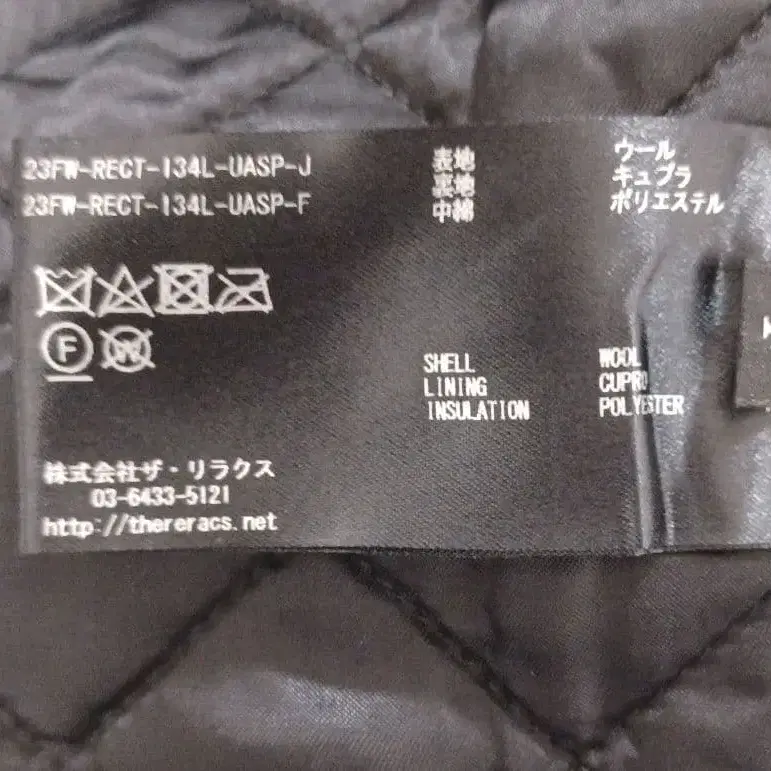 23FW-RECT-134L-UASP-J
23FW-RECT-134L-UASP-F
表地 ウール
裏地 キュプラ
中綿 ポリエステル
F
W
SHELL WOOL
LINING CUPRO
INSULATION POLYESTER
株式会社ザ・リラクス
03-6433-5121
http://thereracs.net